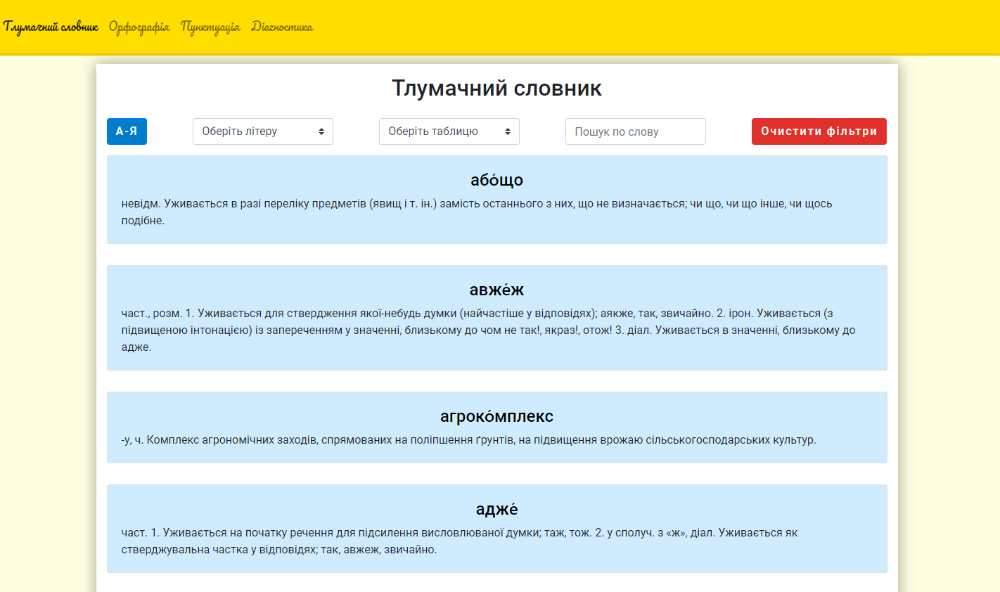 Тлумачний словник Орфографія Пунктуація Діагностика
Тлумачний словник
А-Я Оберіть літеру Оберіть таблицю Пошук по слову Очистити фільтри
або́що
невідм. Уживається в разі переліку предметів (явищ і т. ін.) замість останнього з них, що не визначається; чи що, чи що інше, чи щось
подібне.
авже́ж
част., розм. 1. Уживається для ствердження якої-небудь думки (найчастіше у відповідях); аякже, так, звичайно. 2. ірон. Уживається (з
підвищеною інтонацією) із запереченням у значенні, близькому до чом не так!, якраз!, отож! 3. діал. Уживається в значенні, близькому до
адже.
агроко́мплекс
-у, ч. Комплекс агрономічних заходів, спрямованих на поліпшення ґрунтів, на підвищення врожаю сільськогосподарських культур.
адже́
част. 1. Уживається на початку речення для підсилення висловлюваної думки; таж, тож. 2. у сполуч. з «ж», діал. Уживається як
стверджувальна частка у відповідях; так, авжеж, звичайно.